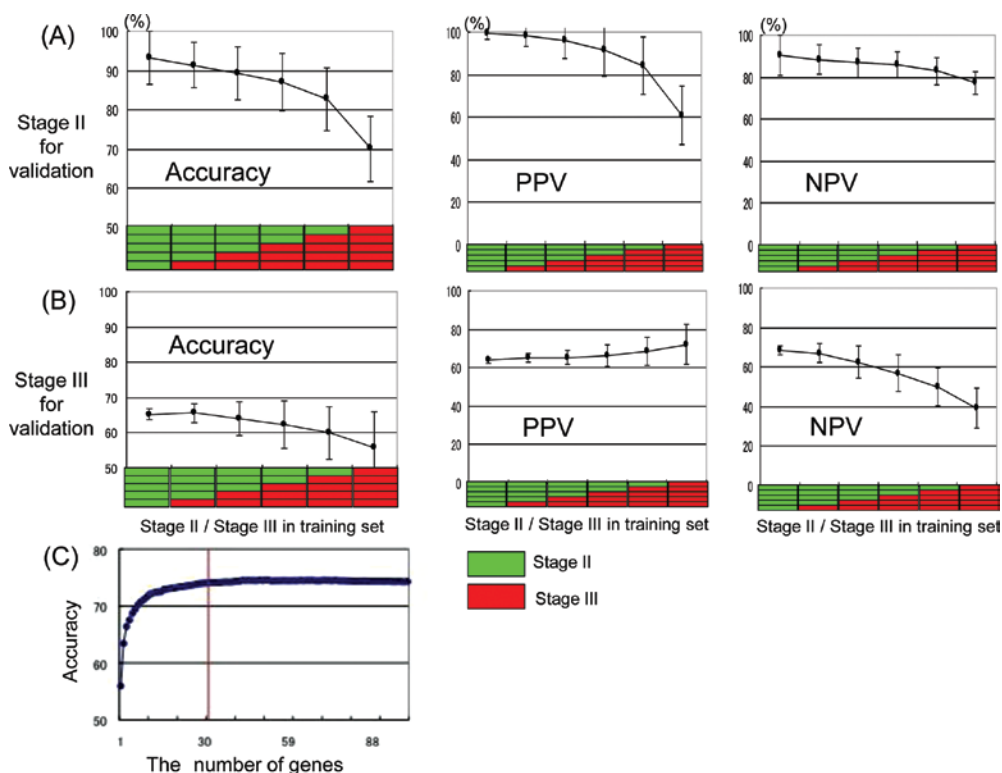 (A)
(%)
100
90
80
70
60
50
Accuracy
Stage II
for
validation
(%)
100
80
60
40
20
0
PPV
(%)
100
80
60
40
20
0
NPV
(B)
100
90
80
70
60
50
Accuracy
Stage III
for
validation
100
80
60
40
20
0
PPV
100
80
60
40
20
0
NPV
Stage II / Stage III in training set
Stage II / Stage III in training set
Stage II / Stage III in training set
Stage II
Stage III
(C)
80
70
60
50
Accuracy
1 30 59 88
The number of genes